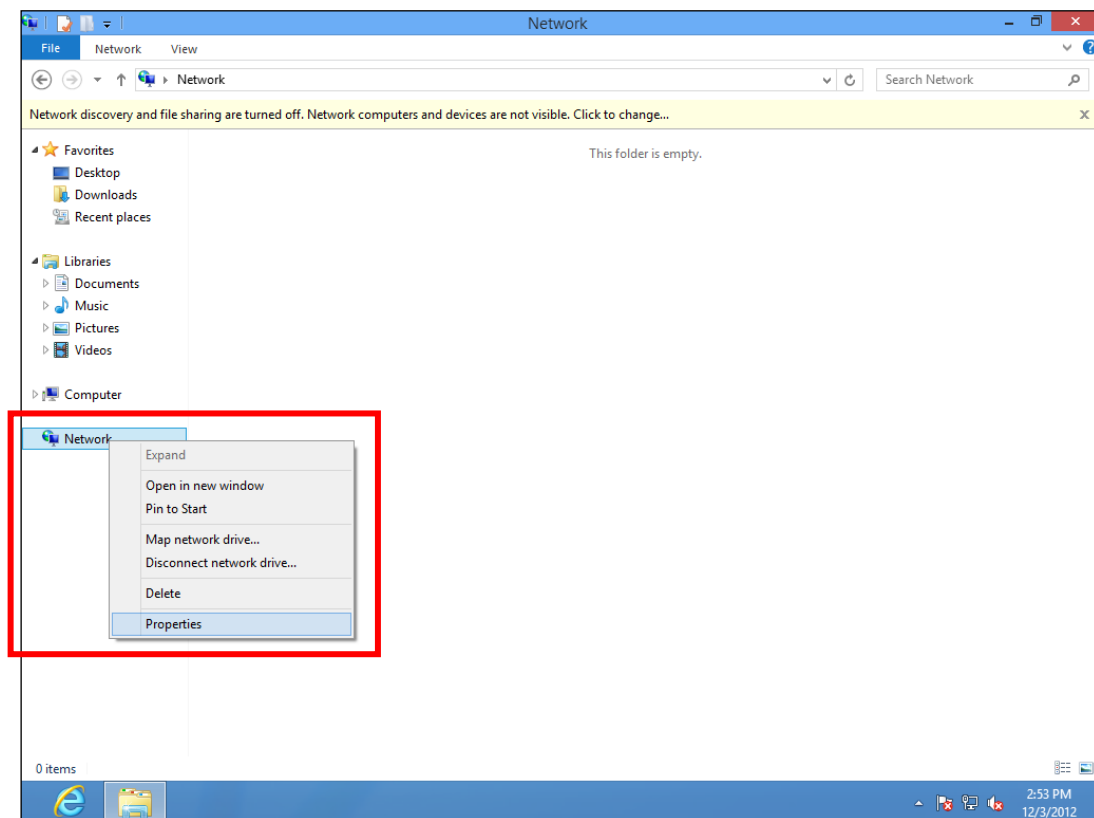 Network
File Network View
Network
Search Network
Network discovery and file sharing are turned off. Network computers and devices are not visible. Click to change...
This folder is empty.
Favorites
Desktop
Downloads
Recent places
Libraries
Documents
Music
Pictures
Videos
Computer
Network
Expand
Open in new window
Pin to Start
Map network drive...
Disconnect network drive...
Delete
Properties
0 items
2:53 PM
12/3/2012